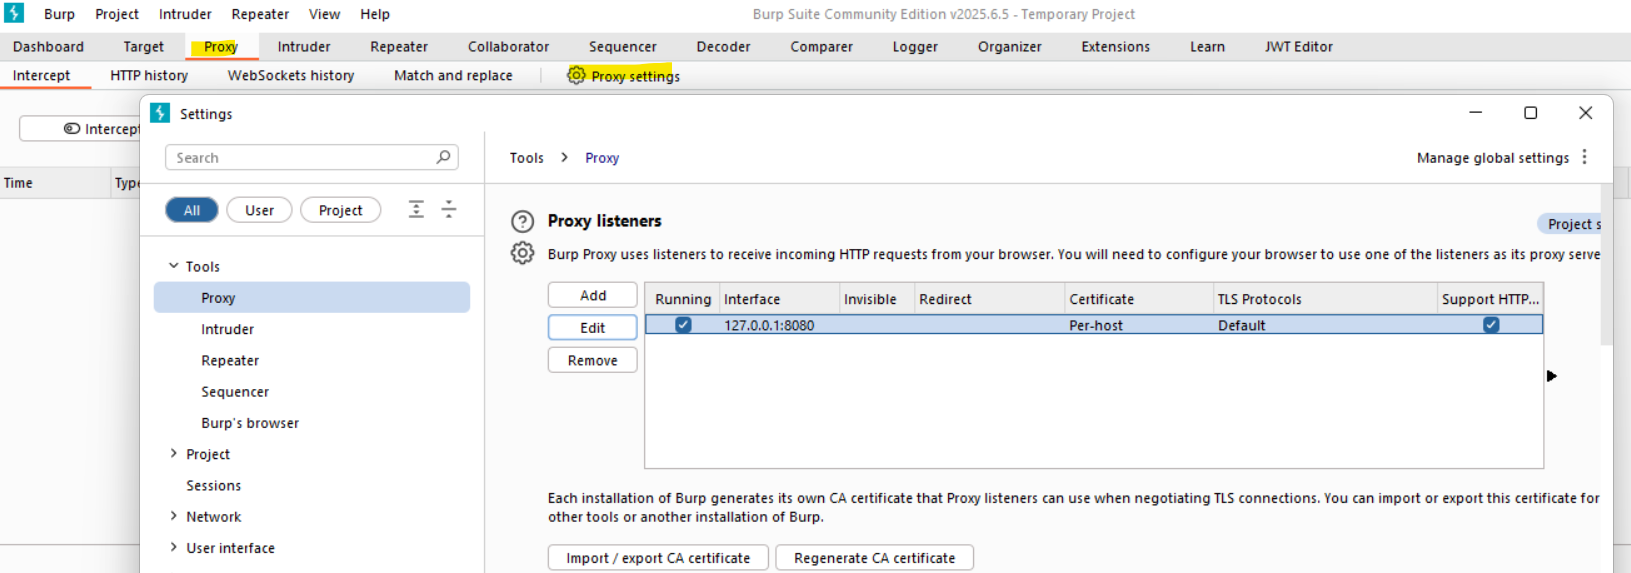 Burp Project Intruder Repeater View Help Burp Suite Community Edition v2025.6.5 - Temporary Project
Dashboard Target Proxy Intruder Repeater Collaborator Sequencer Decoder Comparer Logger Organizer Extensions Learn JWT Editor
Intercept HTTP history WebSockets history Match and replace Proxy settings
Settings
Intercept
Search
Tools > Proxy
Manage global settings
Time Type
All User Project
Proxy listeners
Project s
Burp Proxy uses listeners to receive incoming HTTP requests from your browser. You will need to configure your browser to use one of the listeners as its proxy serve
Tools
Proxy
Intruder
Repeater
Sequencer
Burp's browser
Project
Sessions
Network
User interface
Add
Edit
Remove
Running Interface Invisible Redirect Certificate TLS Protocols Support HTTP...
127.0.0.1:8080 Per-host Default
Each installation of Burp generates its own CA certificate that Proxy listeners can use when negotiating TLS connections. You can import or export this certificate for
other tools or another installation of Burp.
Import / export CA certificate Regenerate CA certificate